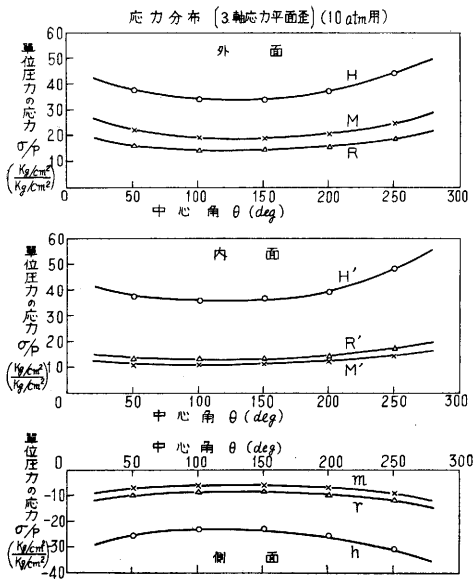 応力分布 〔3軸応力平面歪〕(10 atm用)
外面
單位圧力の応力
σ/p
(Kg/cm²/Kg/cm²)
60
50
40
30
20
10
H
M
R
0 50 100 150 200 250 300
中心角 θ (deg)
内面
單位圧力の応力
σ/p
(Kg/cm²/Kg/cm²)
60
50
40
30
20
10
H'
R'
M'
0 50 100 150 200 250 300
中心角 θ (deg)
中心角 θ (deg)
50 100 150 200 250 300
單位圧力の応力
σ/p
(Kg/cm²/Kg/cm²)
0
-10
-20
-30
-40
m
r
h
側面